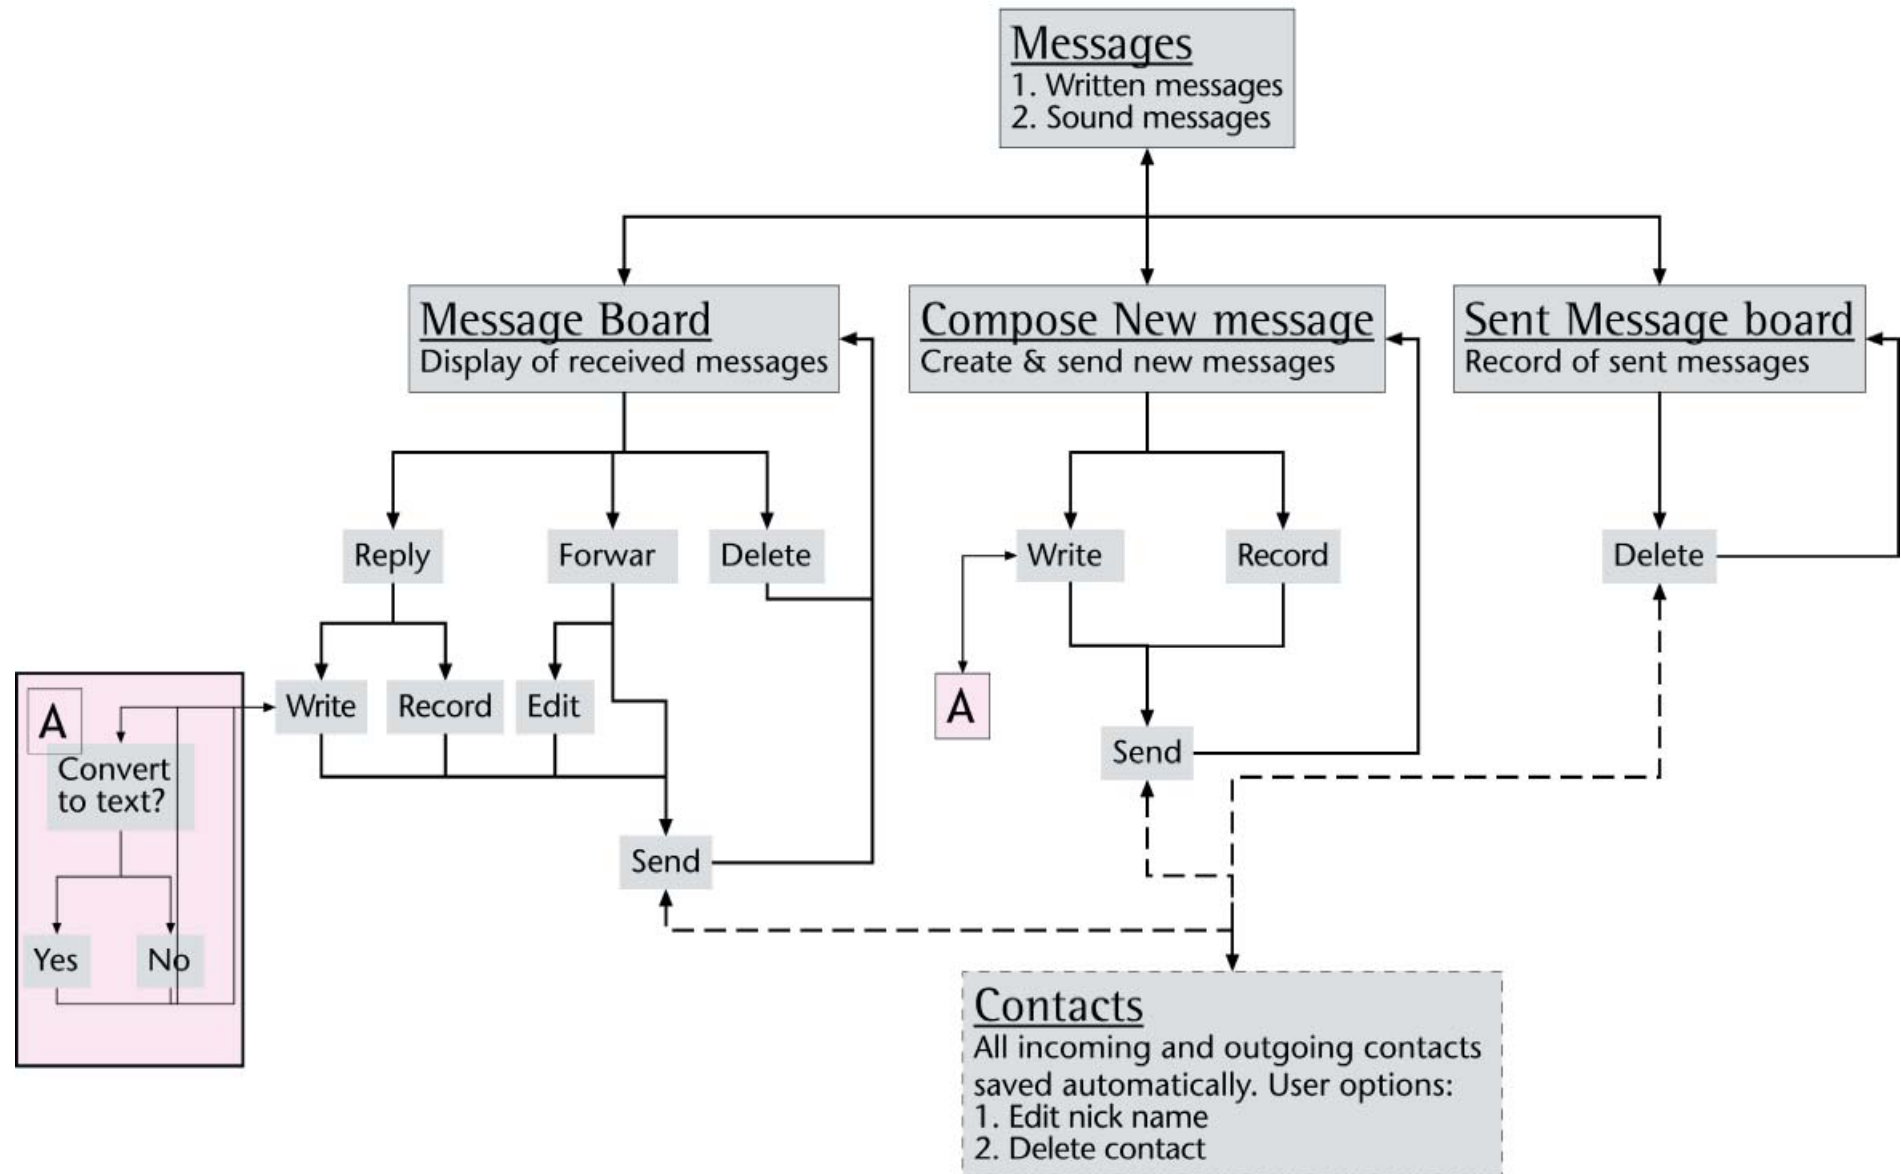 Messages
1. Written messages
2. Sound messages
Message Board
Display of received messages
Compose New message
Create & send new messages
Sent Message board
Record of sent messages
Reply
Forwar
Delete
Write
Record
Delete
A
Write
Record
Edit
A
Convert
to text?
Send
Send
Yes
No
Contacts
All incoming and outgoing contacts
saved automatically. User options:
1. Edit nick name
2. Delete contact